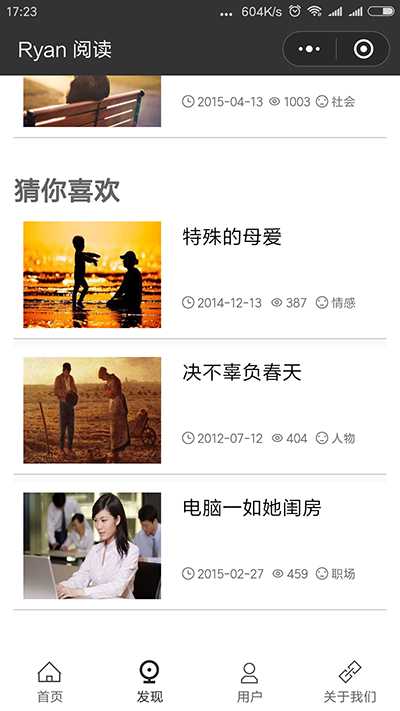 17:23
604K/s
Ryan 阅读
2015-04-13 1003 社会
猜你喜欢
特殊的母爱
2014-12-13 387 情感
决不辜负春天
2012-07-12 404 人物
电脑一如她闺房
2015-02-27 459 职场
首页 发现 用户 关于我们